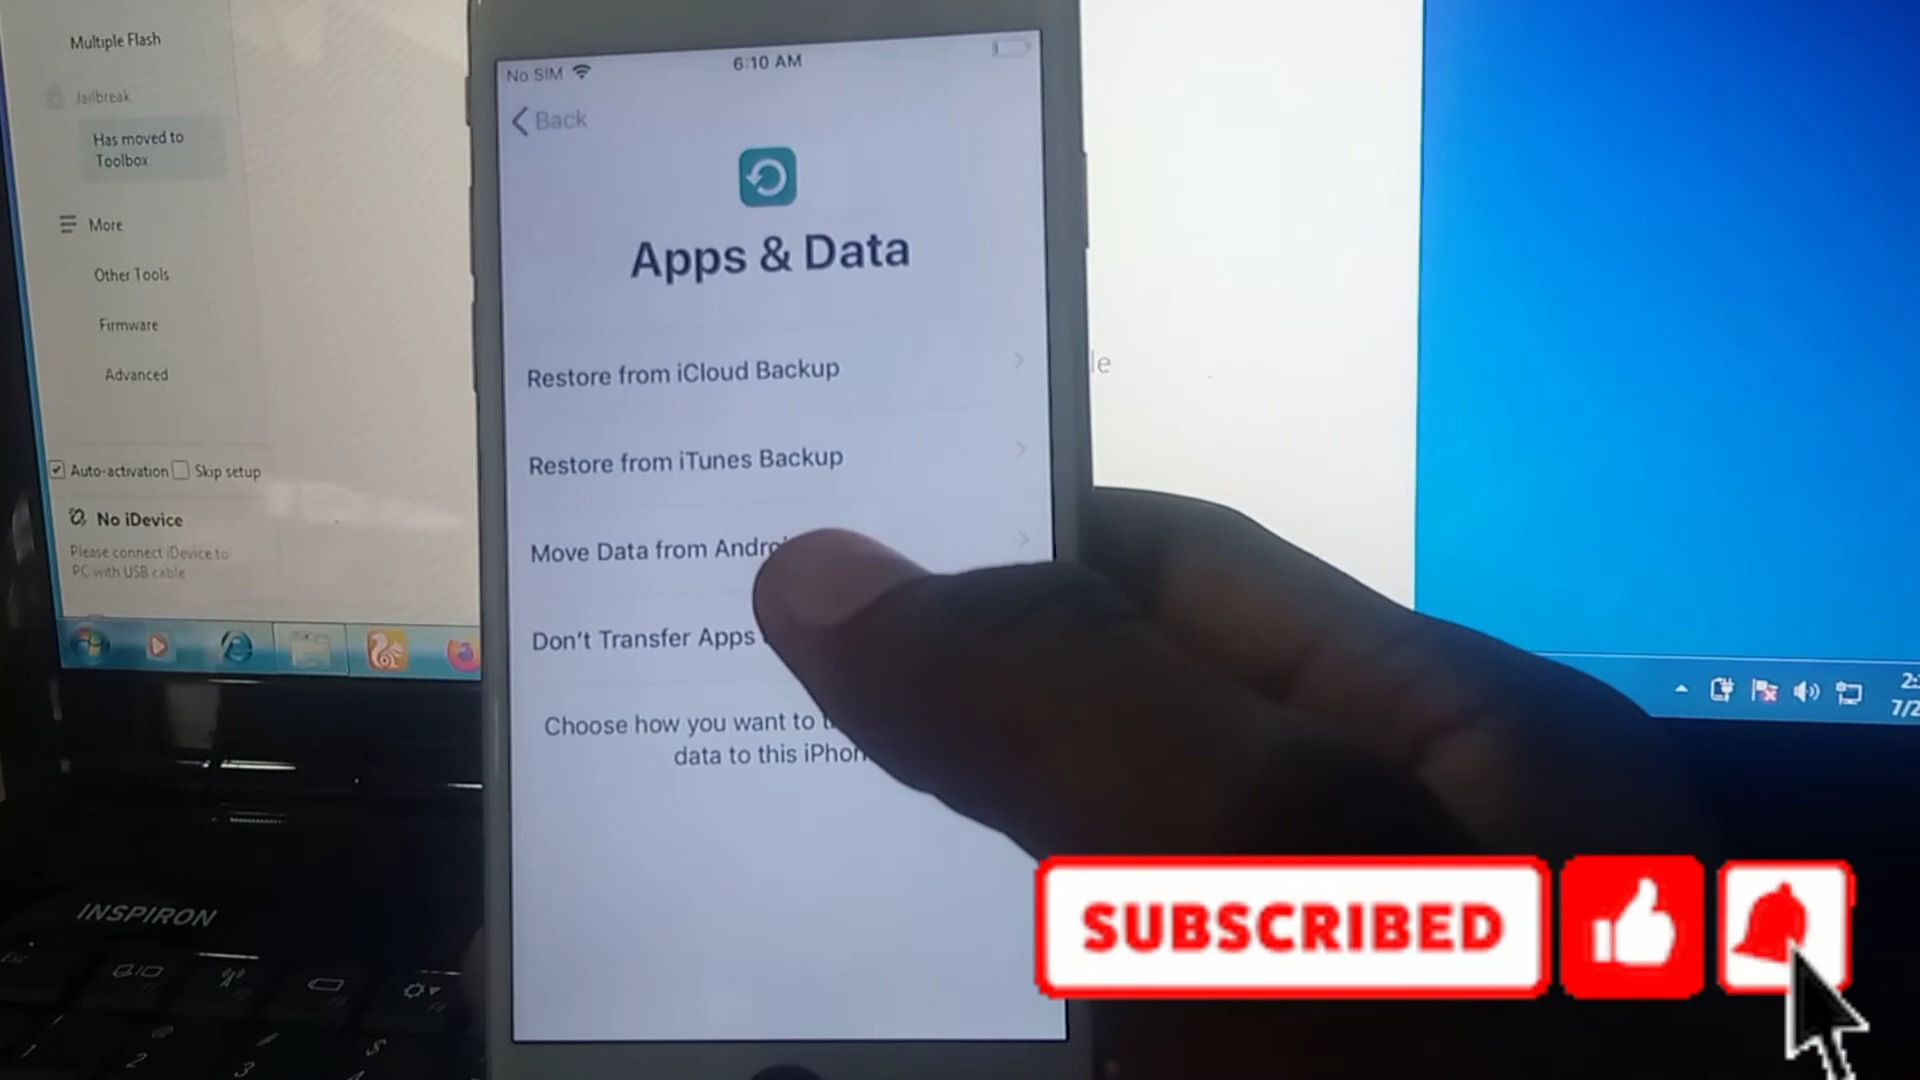 Multiple Flash
Jailbreak
Has moved to
Toolbox
More
Other Tools
Firmware
Advanced
Auto-activation Skip setup
No iDevice
Please connect iDevice to
PC with USB cable
No SIM
6:10 AM
Back
Apps & Data
Restore from iCloud Backup
Restore from iTunes Backup
Move Data from
Don't Transfer Apps
Choose how you want to
data to this
INSPIRON
SUBSCRIBED